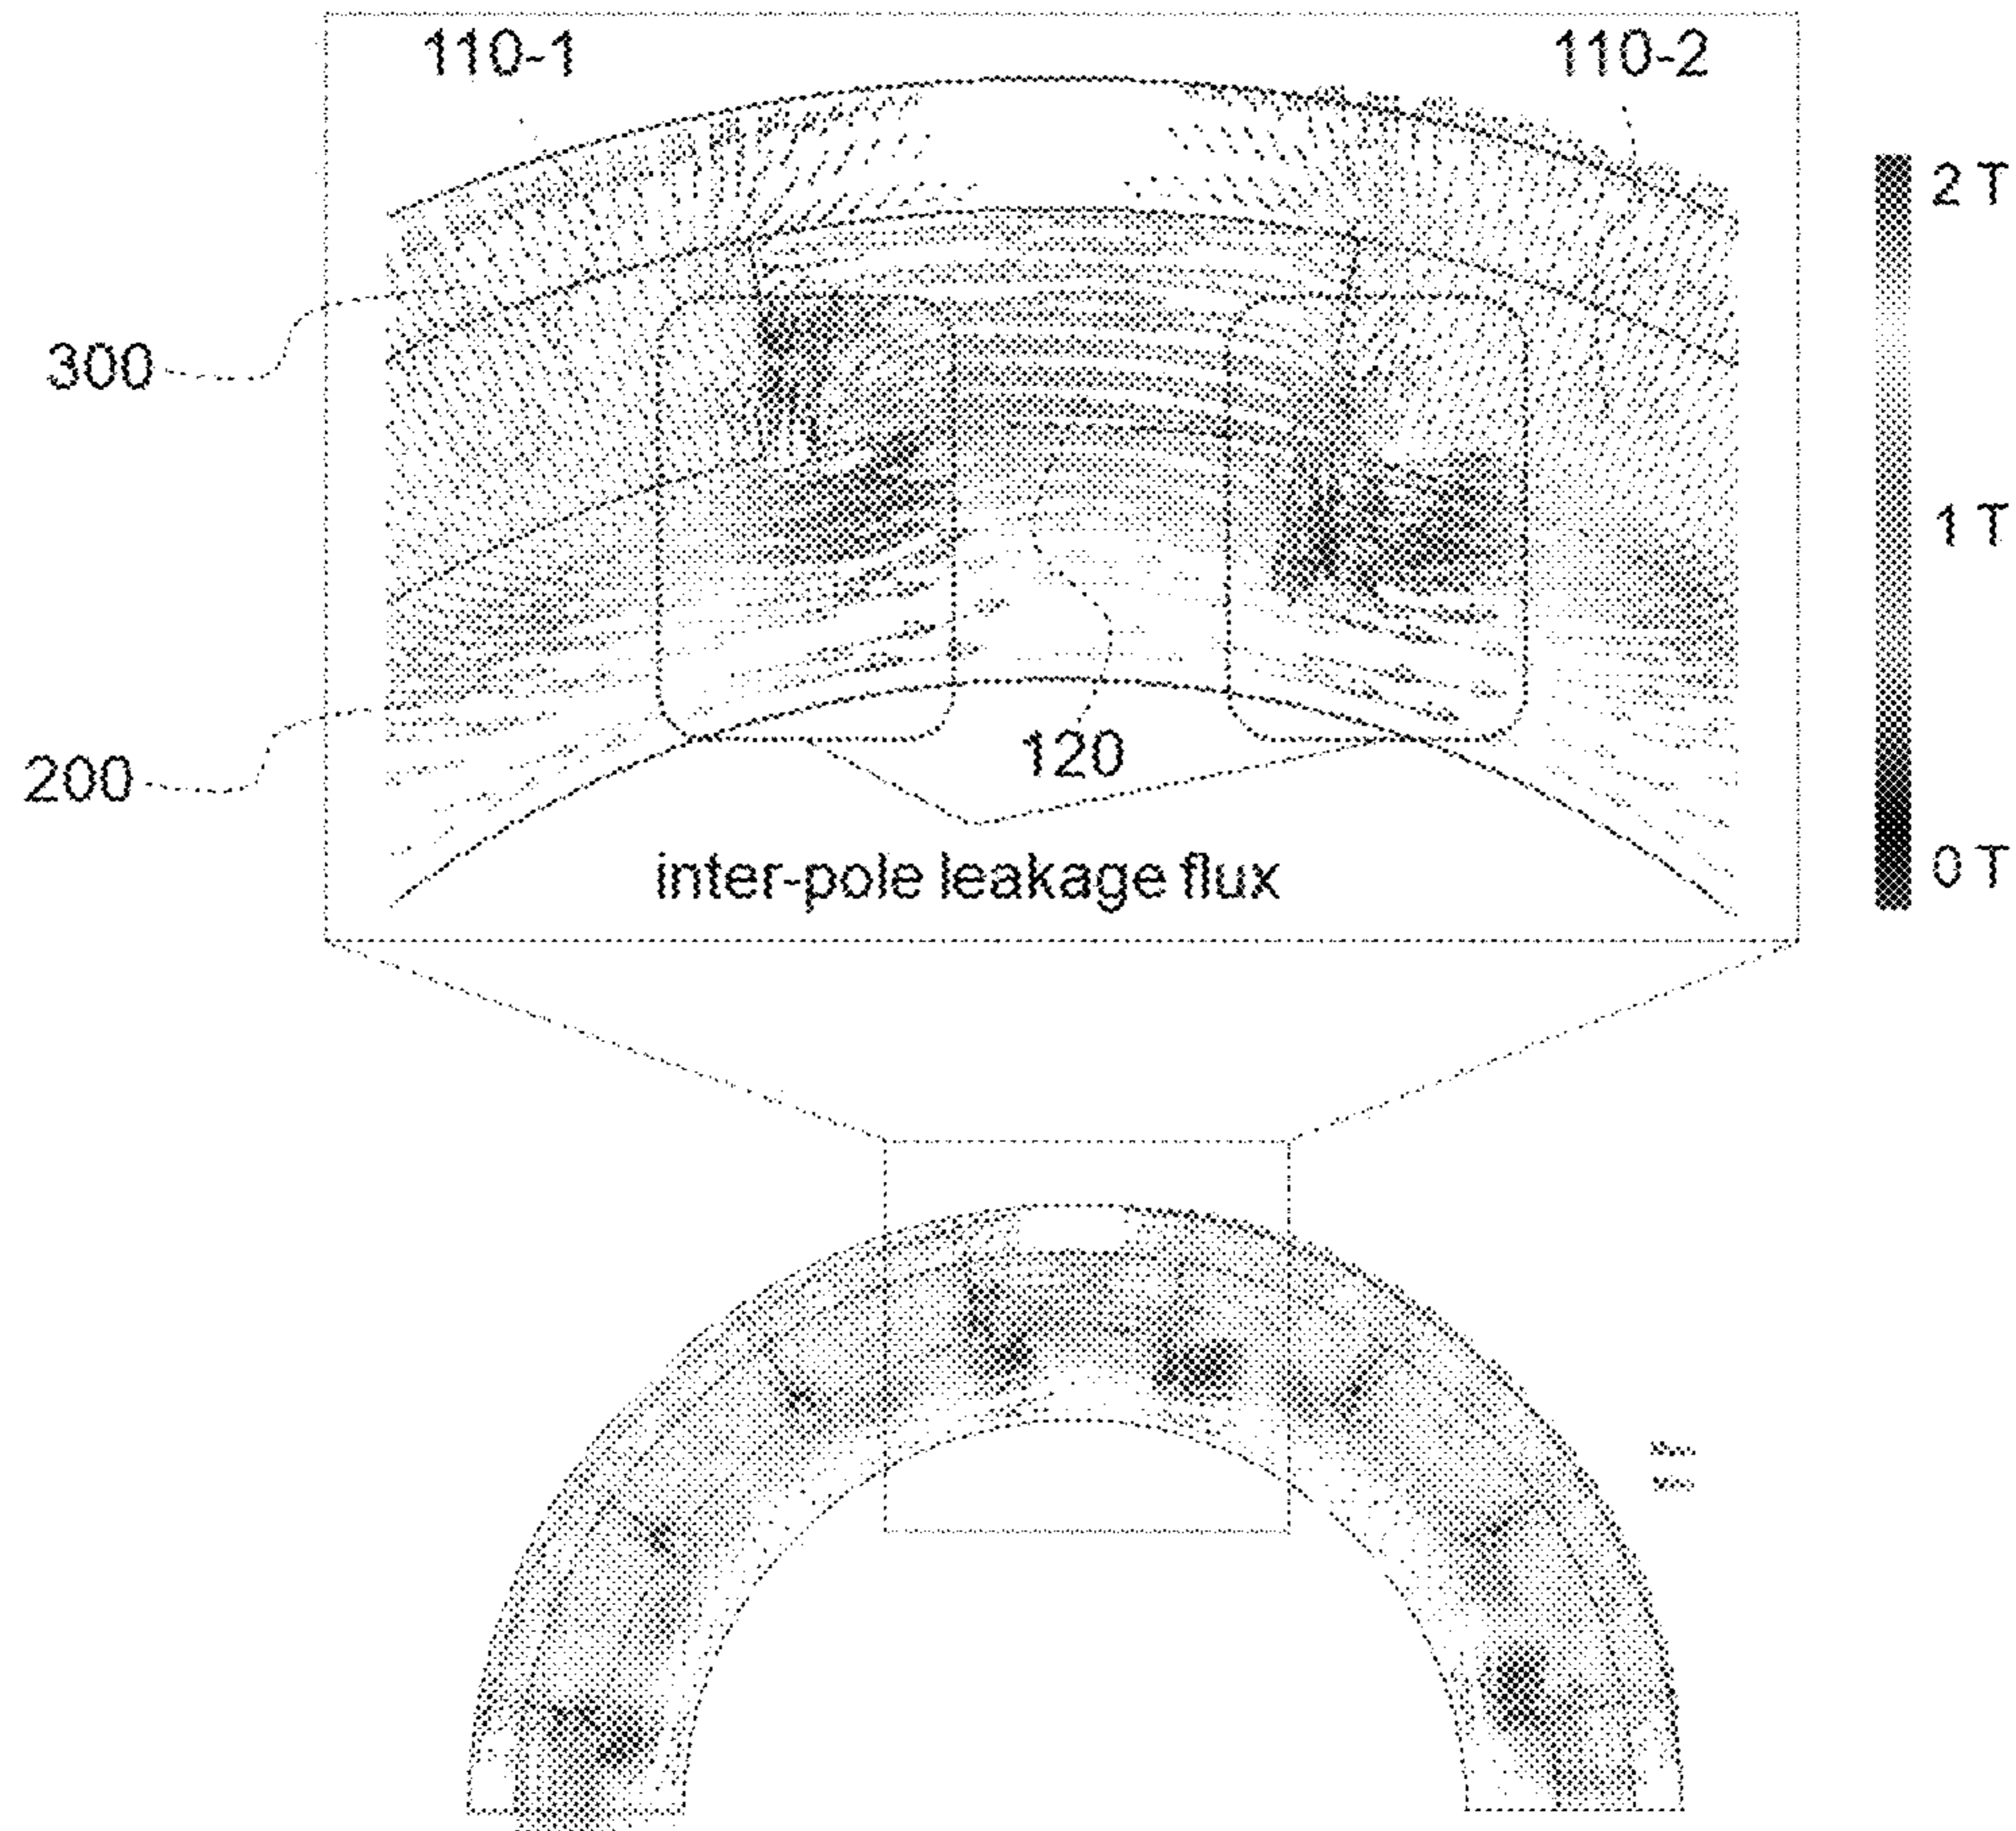 110-1
110-2
2 T
300
1 T
120
200
0 T
inter-pole leakage flux